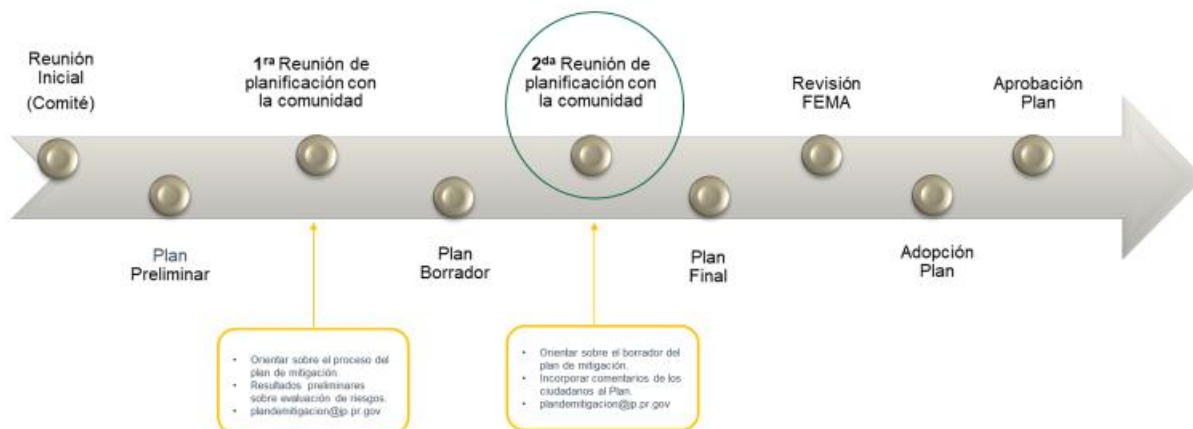 Reunión
Inicial
(Comité)
1ra Reunión de
planificación con
la comunidad
2da Reunión de
planificación con
la comunidad
Revisión
FEMA
Aprobación
Plan
Plan
Preliminar
Plan
Borrador
Plan
Final
Adopción
Plan
• Orientar sobre el proceso del
plan de mitigación.
• Resultados preliminares
sobre evaluación de riesgos.
• plandemitigacion@jp.pr.gov
• Orientar sobre el borrador del
plan de mitigación.
• Incorporar comentarios de los
ciudadanos al Plan.
• plandemitigacion@jp.pr.gov